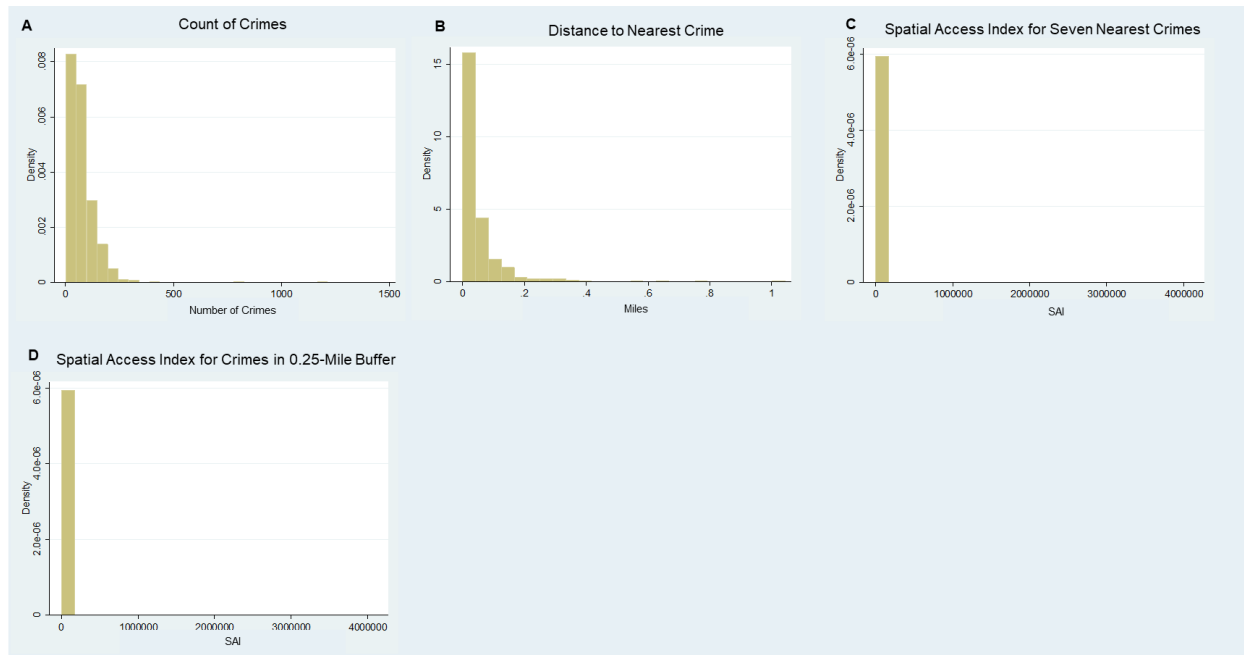 A
Count of Crimes
.008
.006
.004
.002
0
Density
0
500
1000
1500
Number of Crimes
B
Distance to Nearest Crime
15
10
5
0
Density
0
.2
.4
.6
.8
1
Miles
C
Spatial Access Index for Seven Nearest Crimes
6.0e-06
4.0e-06
2.0e-06
0
Density
0
1000000
2000000
3000000
4000000
SAI
D
Spatial Access Index for Crimes in 0.25-Mile Buffer
6.0e-06
4.0e-06
2.0e-06
0
Density
0
1000000
2000000
3000000
4000000
SAI